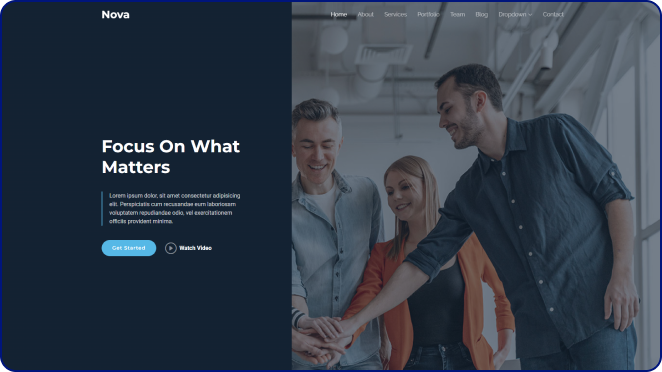 Nova
Home About Services Portfolio Team Blog Dropdown Contact
Focus On What
Matters
Lorem ipsum dolor, sit amet consectetur adipisicing
elit. Perspiciatis cum recusandae eum laboriosam
voluptatem repudiandae odio, vel exercitationem
officiis provident minima.
Get Started Watch Video